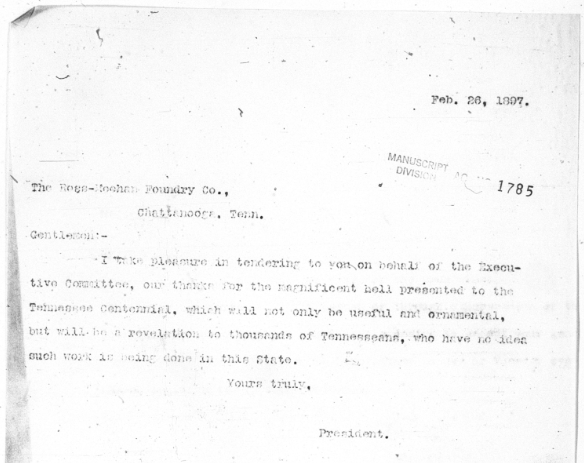 Feb. 26, 1897.
MANUSCRIPT
DIVISION
1785
The Ross-Meehan Foundry Co.,
Chattanooga, Tenn.
Gentlemen:-
I take pleasure in tendering to you on behalf of the Execu-
tive Committee, our thanks for the magnificent bell presented to the
Tennessee Centennial, which will not only be useful and ornamental,
but will be a revelation to thousands of Tennesseans, who have no idea
such work is being done in this State.
Yours truly,
President.